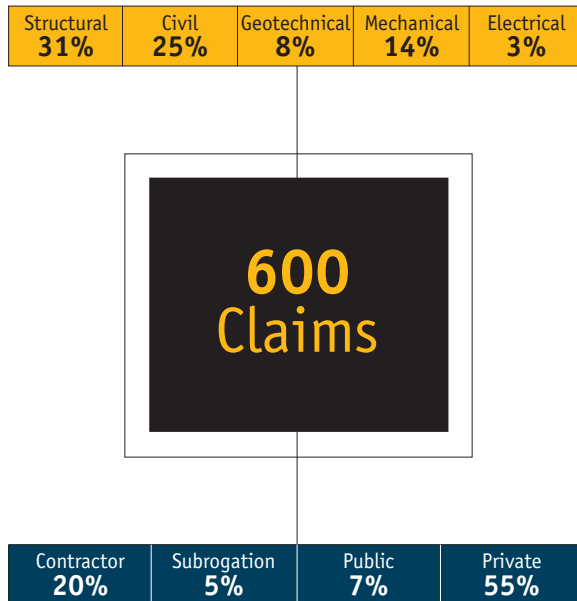 Structural Civil Geotechnical Mechanical Electrical
31% 25% 8% 14% 3%
600
Claims
Contractor Subrogation Public Private
20% 5% 7% 55%